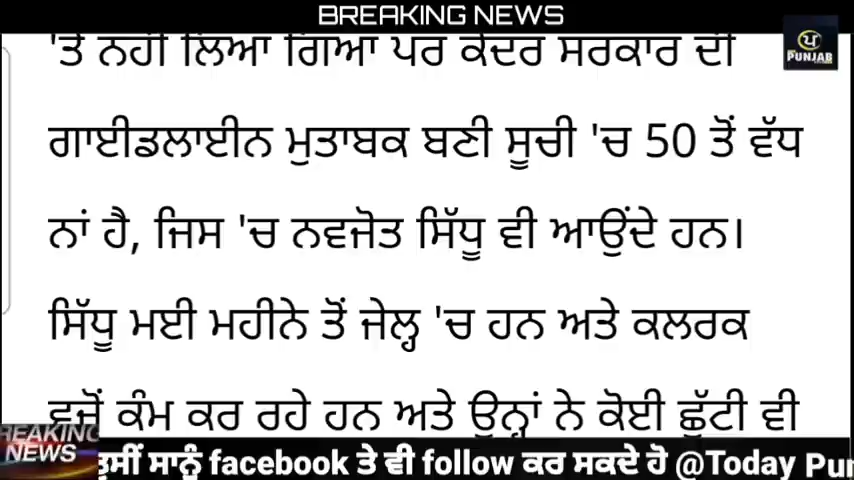 BREAKING NEWS
'ਤੇ ਨਹੀਂ ਲਿਆ ਗਿਆ ਪਰ ਕੇਂਦਰ ਸਰਕਾਰ ਦੀ
ਪ
PUNJAB
ਗਾਈਡਲਾਈਨ ਮੁਤਾਬਕ ਬਣੀ ਸੂਚੀ 'ਚ 50 ਤੋਂ ਵੱਧ
ਨਾਂ ਹੈ, ਜਿਸ 'ਚ ਨਵਜੋਤ ਸਿੱਧੂ ਵੀ ਆਉਂਦੇ ਹਨ।
ਸਿੱਧੂ ਮਈ ਮਹੀਨੇ ਤੋਂ ਜੇਲ੍ਹ 'ਚ ਹਨ ਅਤੇ ਕਲਰਕ
ਵਜੋਂ ਕੰਮ ਕਰ ਰਹੇ ਹਨ ਅਤੇ ਉਨ੍ਹਾਂ ਨੇ ਕੋਈ ਛੁੱਟੀ ਵੀ
BREAKING
NEWS
ਤੁਸੀਂ ਸਾਨੂੰ facebook ਤੇ ਵੀ follow ਕਰ ਸਕਦੇ ਹੋ @Today Pun